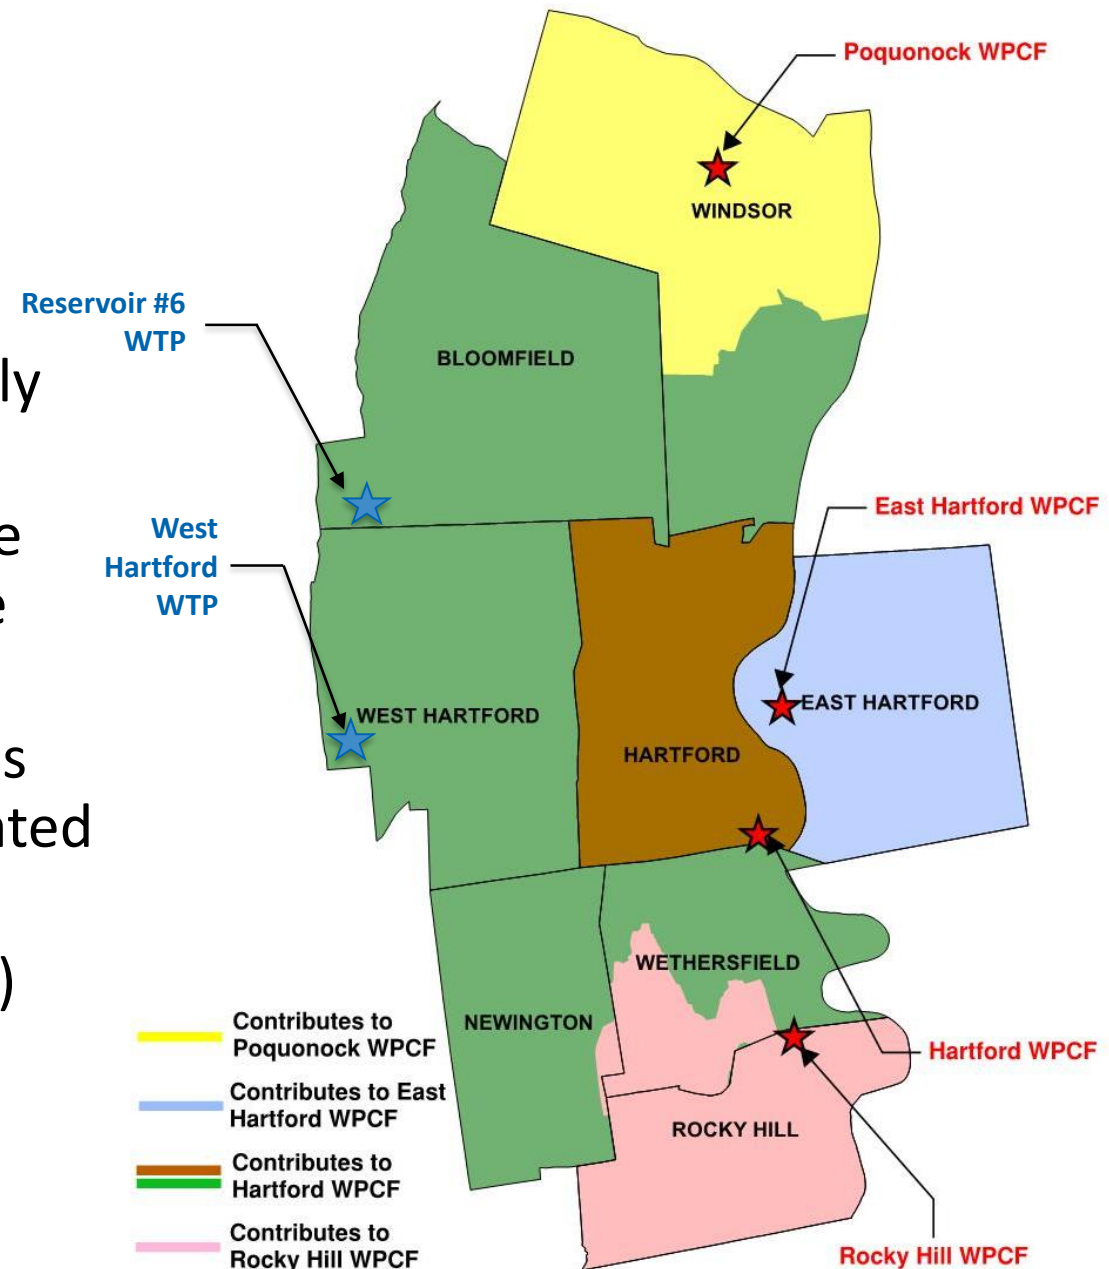 Poquonock WPCF
WINDSOR
Reservoir #6
WTP
BLOOMFIELD
ly
East Hartford WPCF
West
Hartford
WTP
e
e
WEST HARTFORD
EAST HARTFORD
HARTFORD
s
ated
WETHERSFIELD
)
NEWINGTON
Contributes to
Poquonock WPCF
Hartford WPCF
Contributes to East
Hartford WPCF
ROCKY HILL
Contributes to
Hartford WPCF
Contributes to
Rocky Hill WPCF
Rocky Hill WPCF